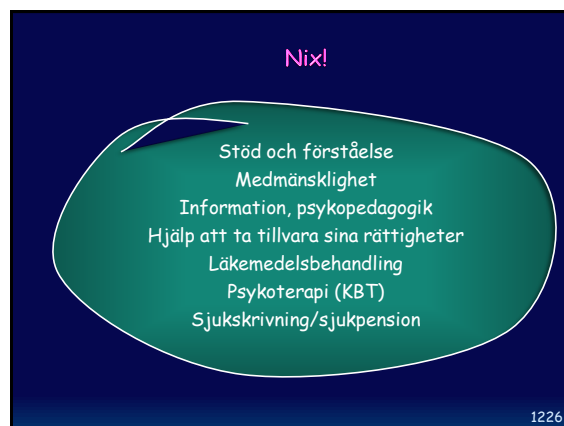 Nix!
Stöd och förståelse
Medmänsklighet
Information, psykopedagogik
Hjälp att ta tillvara sina rättigheter
Läkemedelsbehandling
Psykoterapi (KBT)
Sjukskrivning/sjukpension
1226